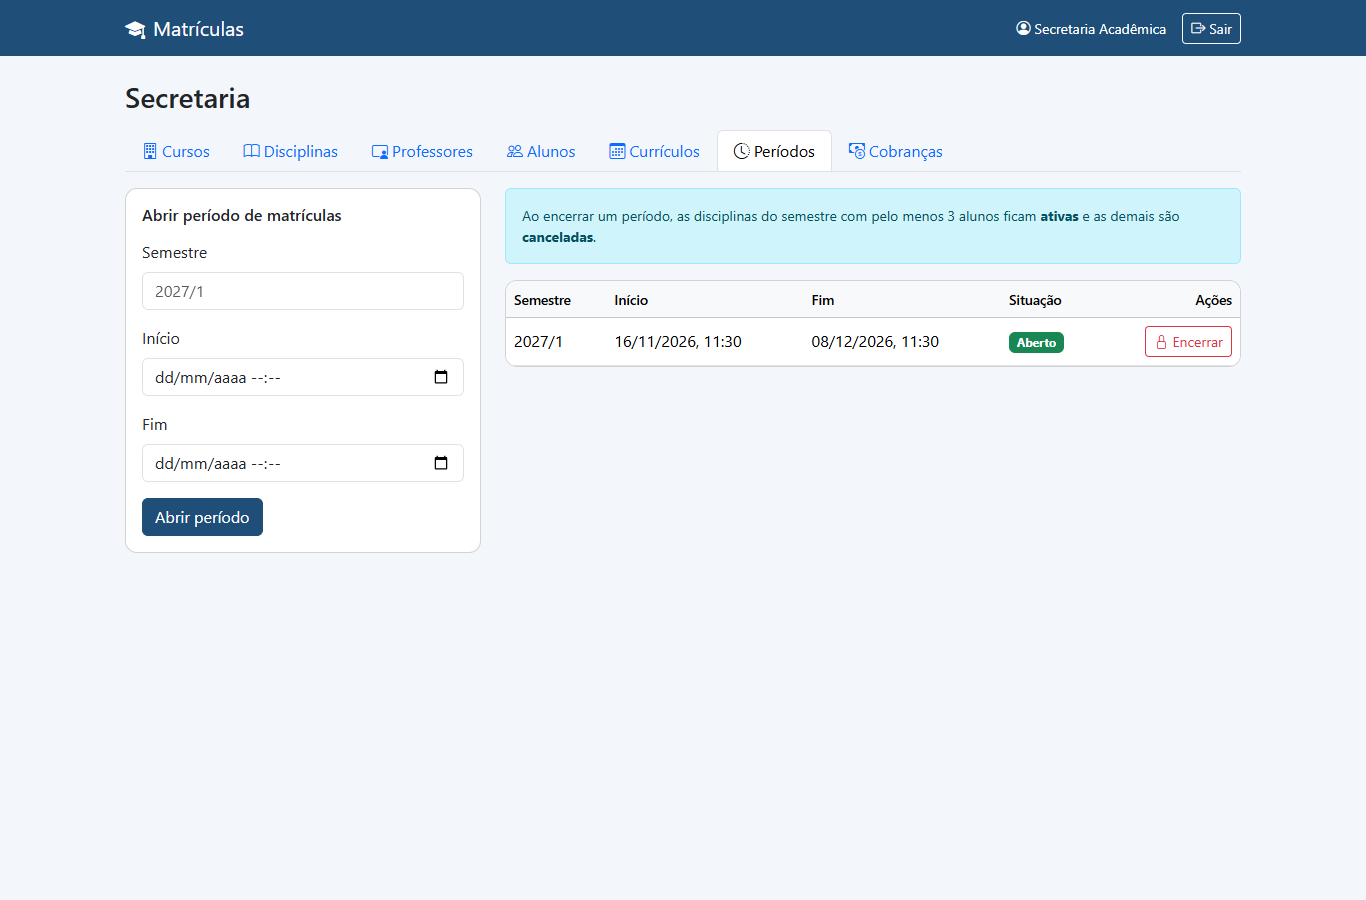 Matrículas
Secretaria Acadêmica
Sair
Secretaria
Cursos
Disciplinas
Professores
Alunos
Currículos
Períodos
Cobranças
Abrir período de matrículas
Semestre
2027/1
Início
dd/mm/aaaa --:--
Fim
dd/mm/aaaa --:--
Abrir período
Ao encerrar um período, as disciplinas do semestre com pelo menos 3 alunos ficam ativas e as demais são
canceladas.
Semestre Início Fim Situação Ações
2027/1 16/11/2026, 11:30 08/12/2026, 11:30 Aberto Encerrar